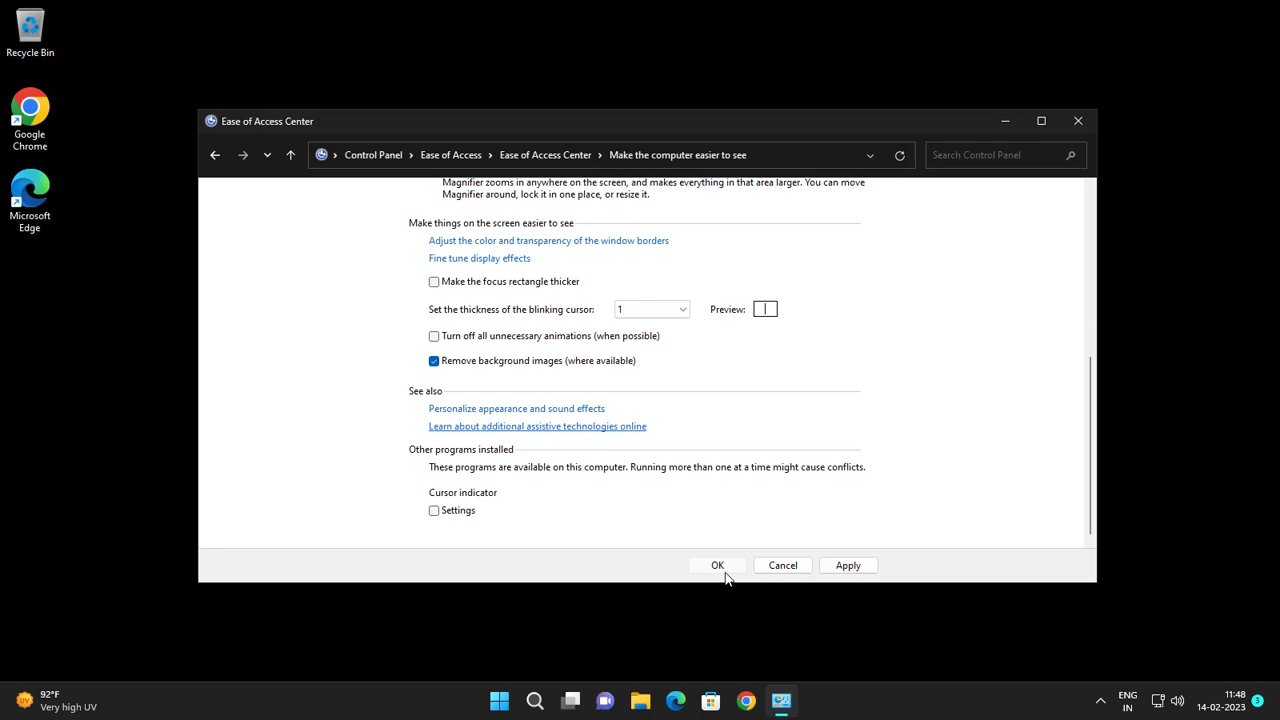 Recycle Bin
Google
Chrome
Microsoft
Edge
Ease of Access Center
Control Panel > Ease of Access > Ease of Access Center > Make the computer easier to see
Search Control Panel
Magnifier zooms in anywhere on the screen, and makes everything in that area larger. You can move
Magnifier around, lock it in one place, or resize it.
Make things on the screen easier to see
Adjust the color and transparency of the window borders
Fine tune display effects
Make the focus rectangle thicker
Set the thickness of the blinking cursor: 1 Preview:
Turn off all unnecessary animations (when possible)
Remove background images (where available)
See also
Personalize appearance and sound effects
Learn about additional assistive technologies online
Other programs installed
These programs are available on this computer. Running more than one at a time might cause conflicts.
Cursor indicator
Settings
OK Cancel Apply
UV
92°F
Very high UV
ENG
IN
11:48
14-02-2023
3